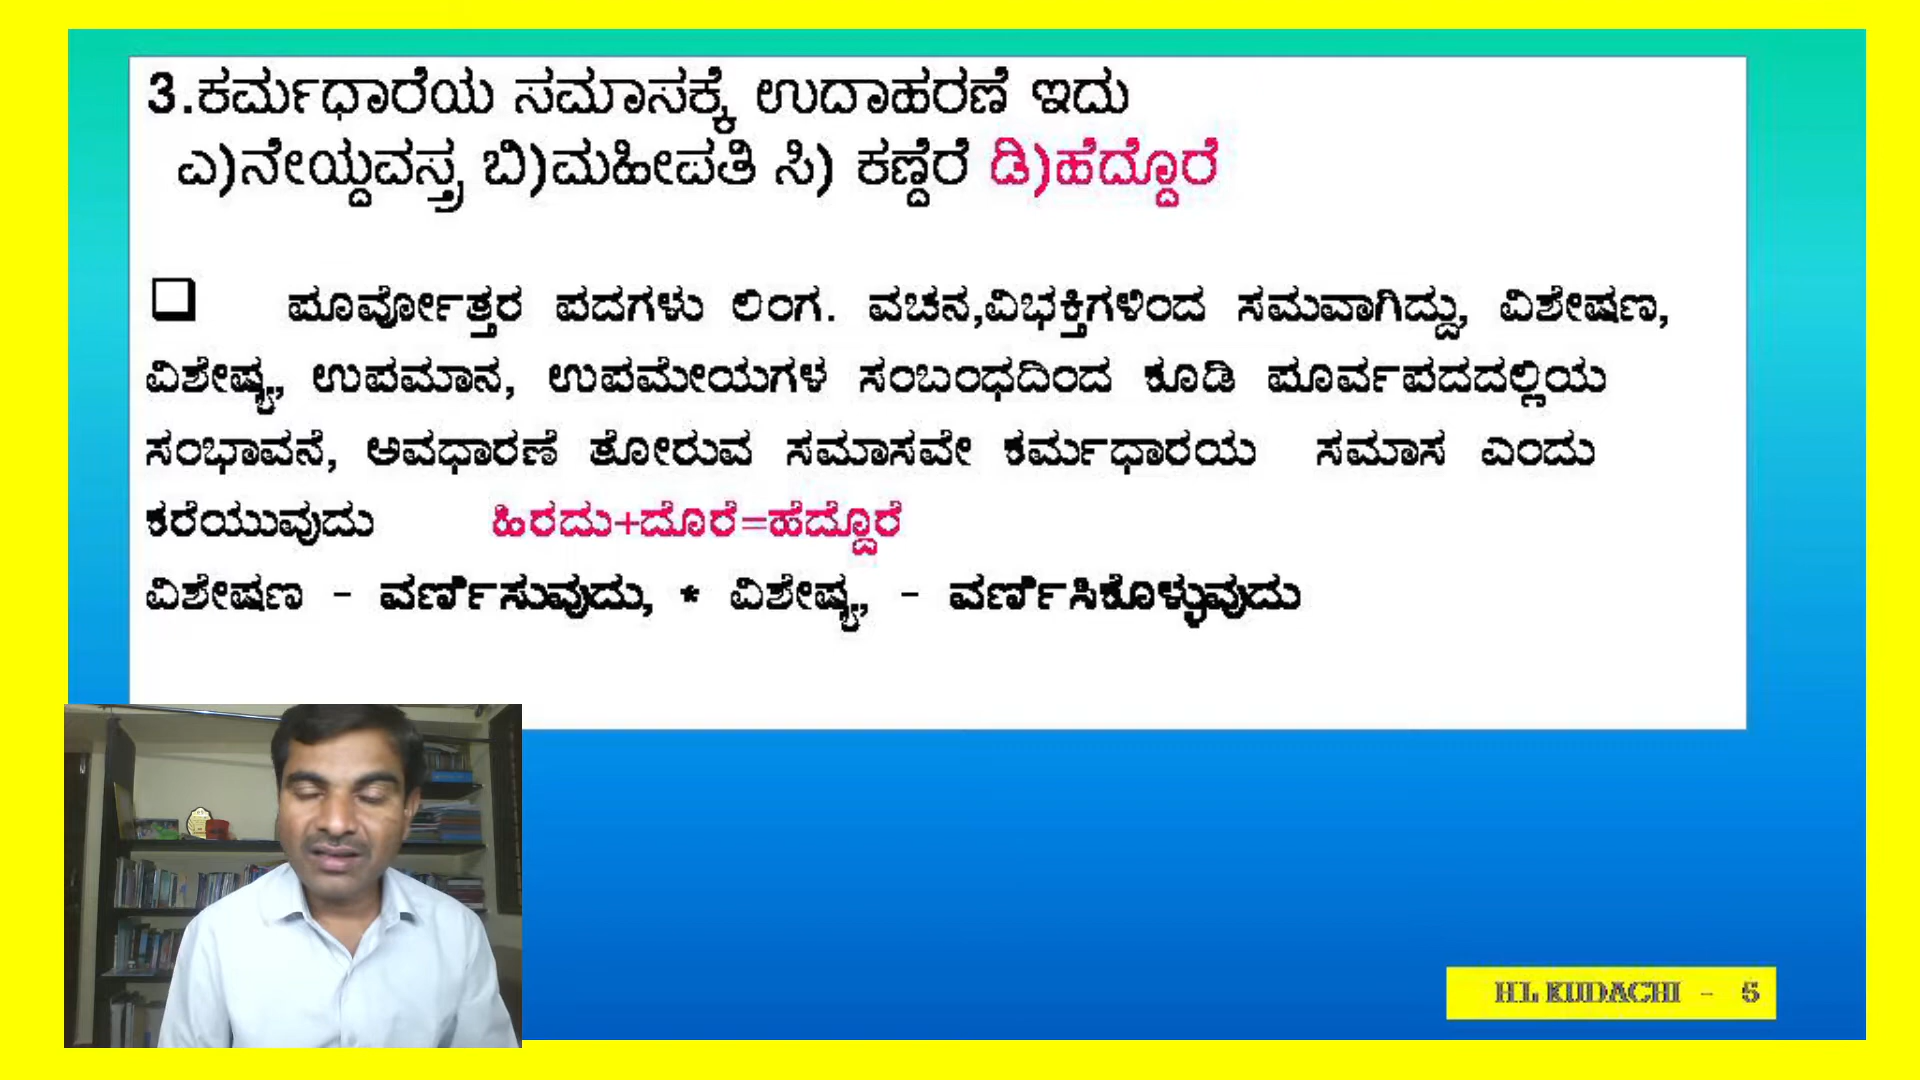 3.ಕರ್ಮಧಾರೆಯ ಸಮಾಸಕ್ಕೆ ಉದಾಹರಣೆ ಇದು
ಎ)ನೇಯ್ದವಸ್ತ್ರ ಬಿ)ಮಹೀಪತಿ ಸಿ) ಕಣ್ದೆರೆ ಡಿ)ಹೆದ್ದೊರೆ
ಪೂರ್ವೋತ್ತರ ಪದಗಳು ಲಿಂಗ. ವಚನ,ವಿಭಕ್ತಿಗಳಿಂದ ಸಮವಾಗಿದ್ದು, ವಿಶೇಷಣ,
ವಿಶೇಷ್ಯ, ಉಪಮಾನ, ಉಪಮೇಯಗಳ ಸಂಬಂಧದಿಂದ ಕೂಡಿ ಪೂರ್ವಪದದಲ್ಲಿಯ
ಸಂಭಾವನೆ, ಅವಧಾರಣೆ ತೋರುವ ಸಮಾಸವೇ ಕರ್ಮಧಾರಯ ಸಮಾಸ ಎಂದು
ಕರೆಯುವುದು ಹಿರದು+ದೊರೆ=ಹೆದ್ದೊರೆ
ವಿಶೇಷಣ - ವರ್ಣಿಸುವುದು, * ವಿಶೇಷ್ಯ, - ವರ್ಣಿಸಿಕೊಳ್ಳುವುದು
HL KUDACHI - 5